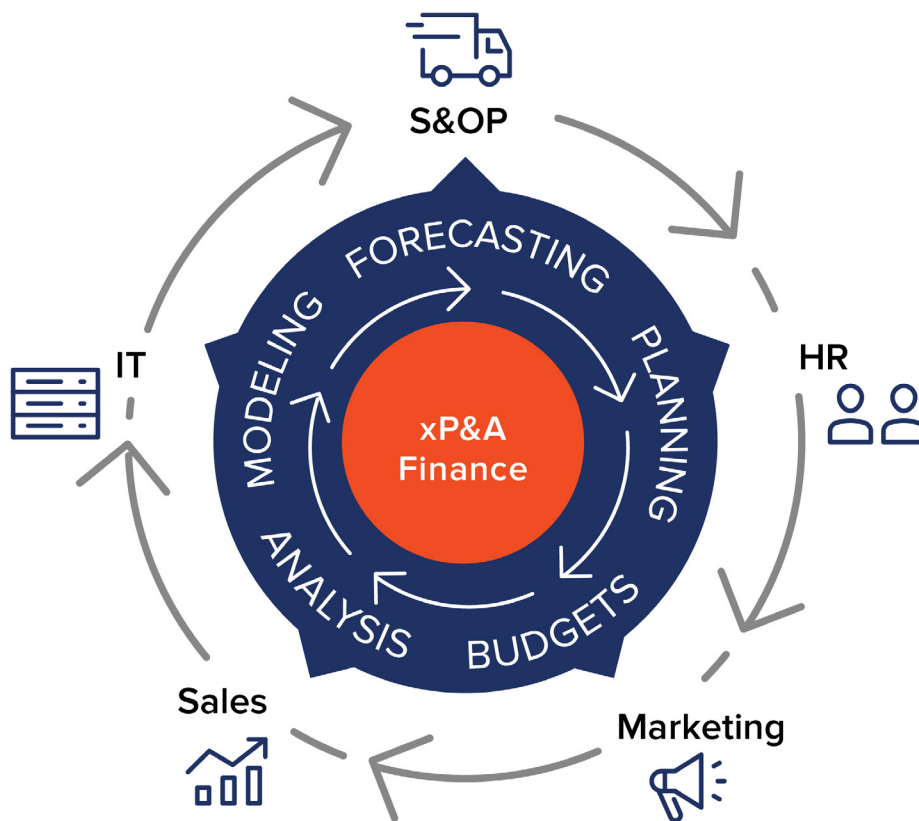 S&OP
FORECASTING
MODELING
PLANNING
IT
HR
xP&A
Finance
ANALYSIS
BUDGETS
Sales
Marketing